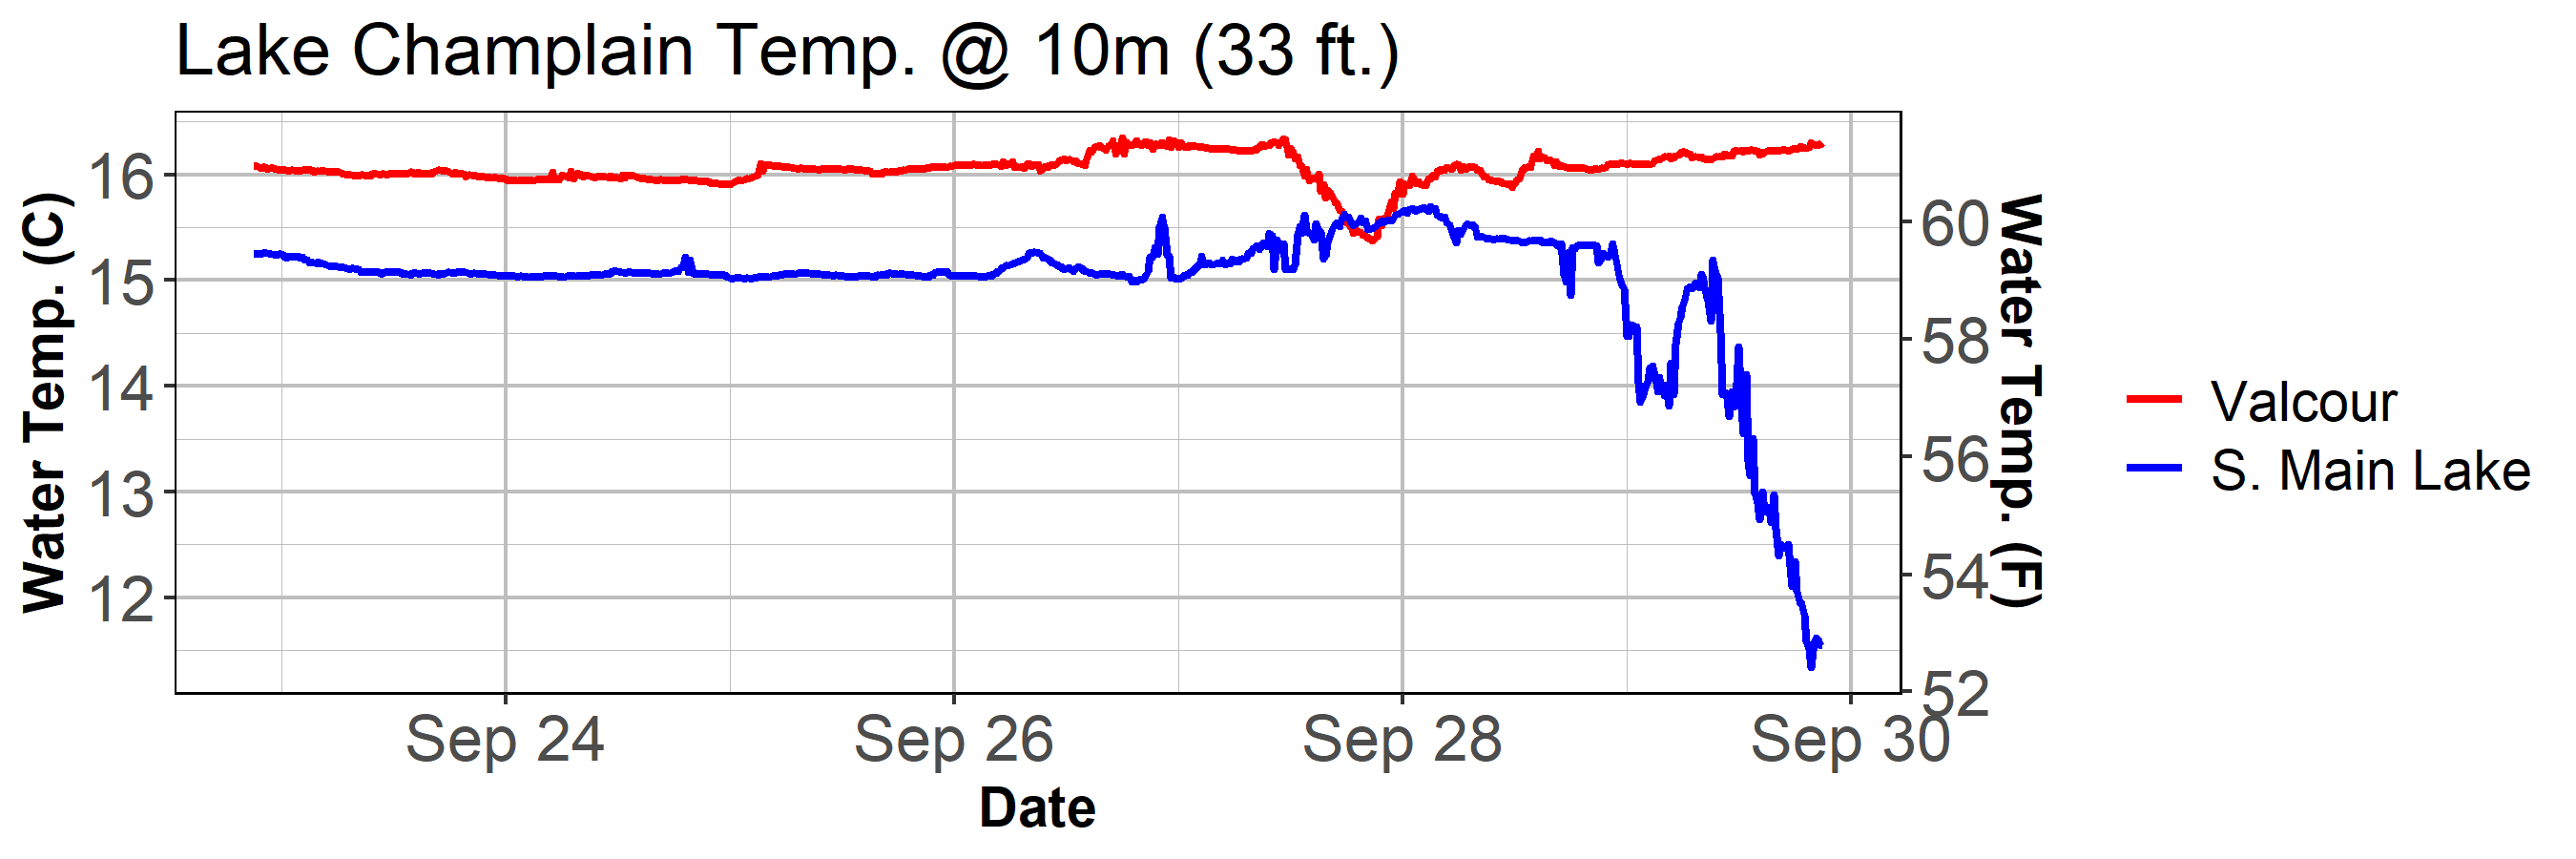 Lake Champlain Temp. @ 10m (33 ft.)
Water Temp. (C)
16
15
14
13
12
60
58
56
54
52
Water Temp. (F)
Sep 24
Sep 26
Sep 28
Sep 30
Date
Valcour
S. Main Lake